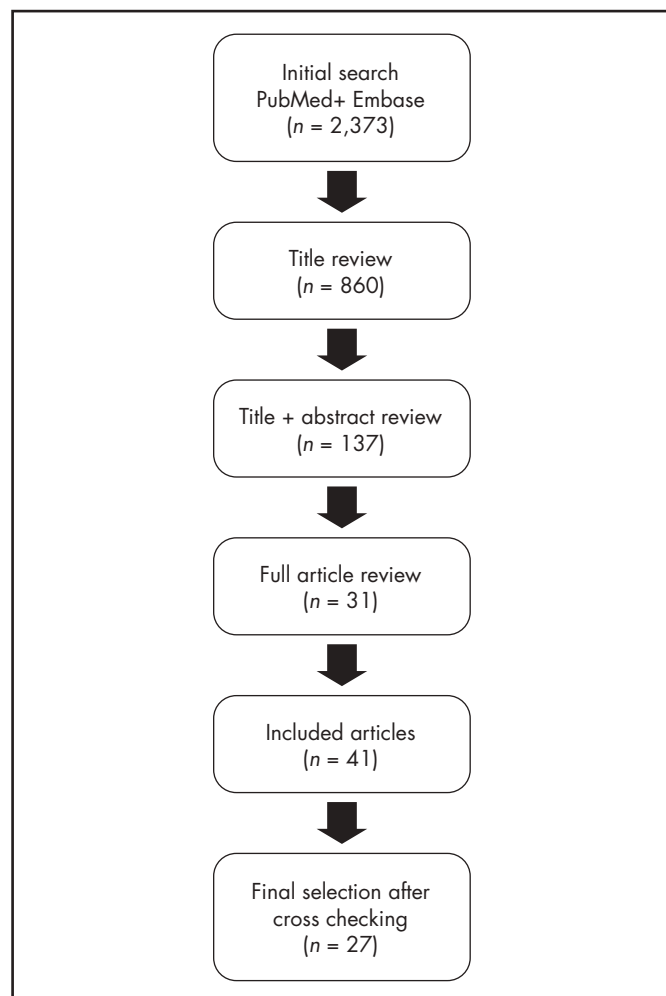 Initial search
PubMed+ Embase
(n = 2,373)
Title review
(n = 860)
Title + abstract review
(n = 137)
Full article review
(n = 31)
Included articles
(n = 41)
Final selection after
cross checking
(n = 27)